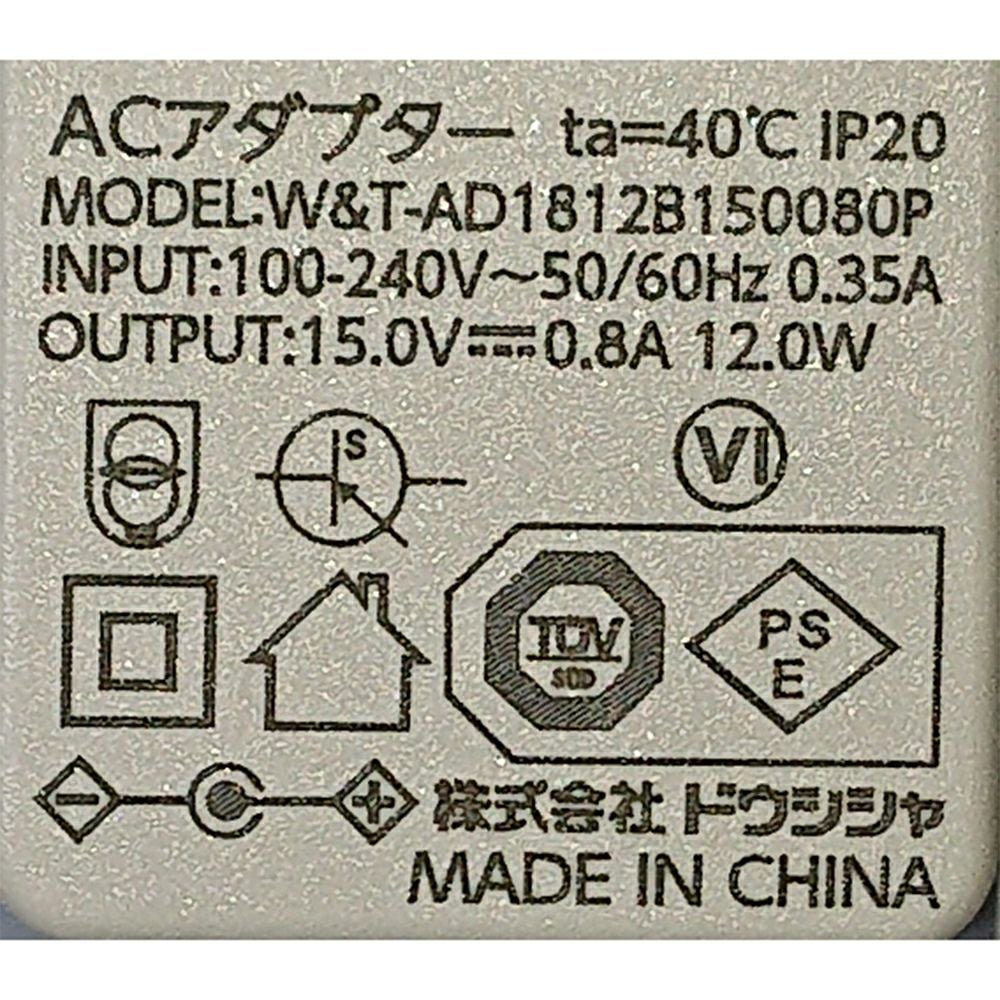 ACアダプター ta=40℃ IP20
MODEL:W&T-AD1812B150080P
INPUT:100-240V~50/60Hz 0.35A
OUTPUT:15.0V⎓0.8A 12.0W
S
VI
TÜV
SÜD
PS
E
株式会社 ドウシシャ
MADE IN CHINA